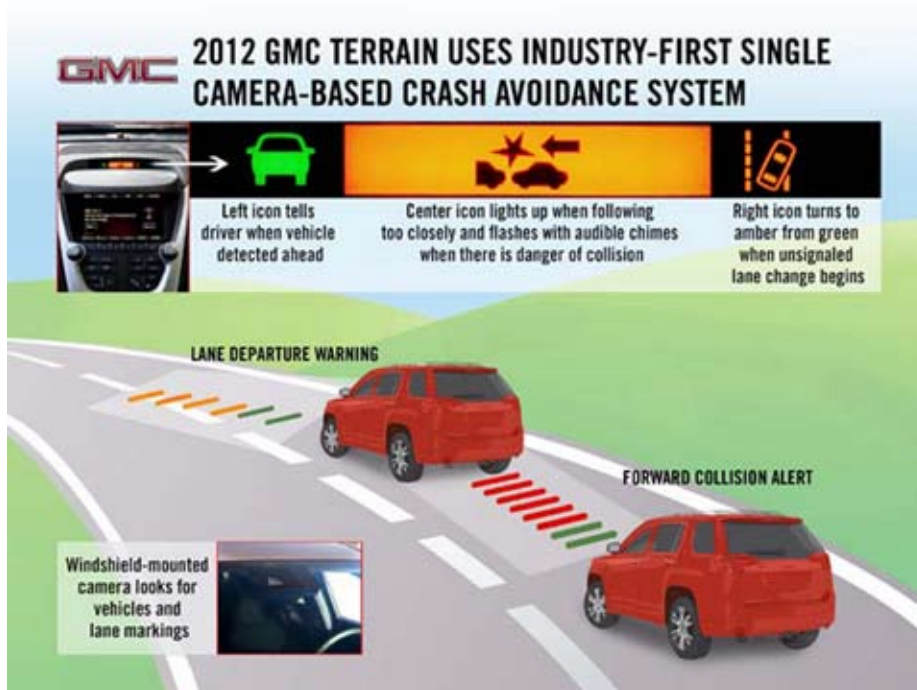 GMC
2012 GMC TERRAIN USES INDUSTRY-FIRST SINGLE
CAMERA-BASED CRASH AVOIDANCE SYSTEM
Left icon tells
driver when vehicle
detected ahead
Center icon lights up when following
too closely and flashes with audible chimes
when there is danger of collision
Right icon turns to
amber from green
when unsignaled
lane change begins
LANE DEPARTURE WARNING
FORWARD COLLISION ALERT
Windshield-mounted
camera looks for
vehicles and
lane markings